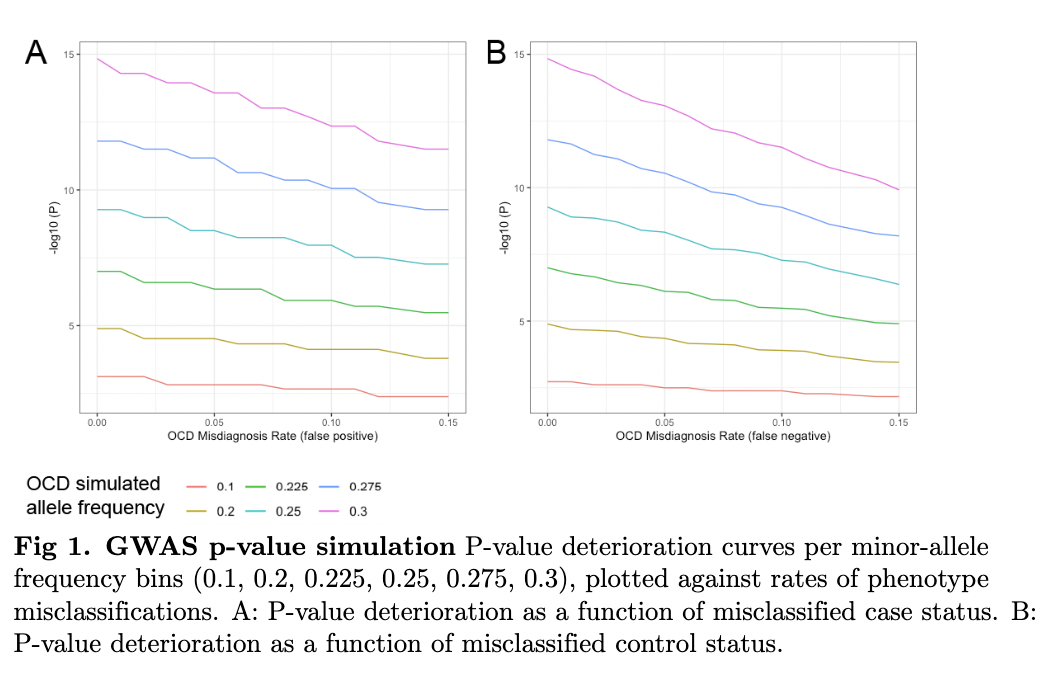 A
B
15
10
5
-log10 (P)
0.00
0.05
0.10
0.15
OCD Misdiagnosis Rate (false positive)
15
10
5
-log10 (P)
0.00
0.05
0.10
0.15
OCD Misdiagnosis Rate (false negative)
OCD simulated
allele frequency
0.1
0.225
0.275
0.2
0.25
0.3
Fig 1. GWAS p-value simulation P-value deterioration curves per minor-allele
frequency bins (0.1, 0.2, 0.225, 0.25, 0.275, 0.3), plotted against rates of phenotype
misclassifications. A: P-value deterioration as a function of misclassified case status. B:
P-value deterioration as a function of misclassified control status.